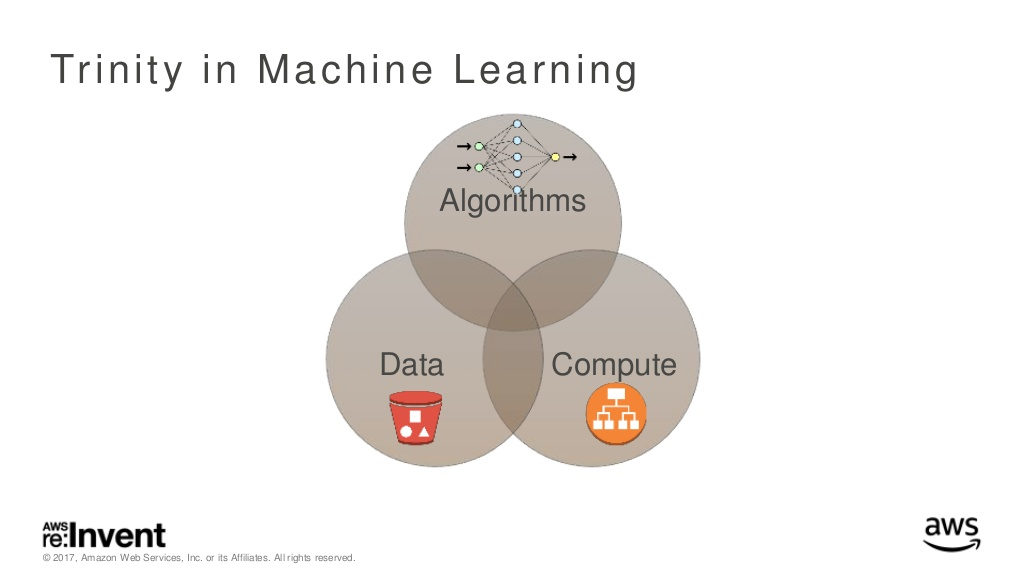 Trinity in Machine Learning
Algorithms
Data
Compute
AWS
re:Invent
aws
© 2017, Amazon Web Services, Inc. or its Affiliates. All rights reserved.